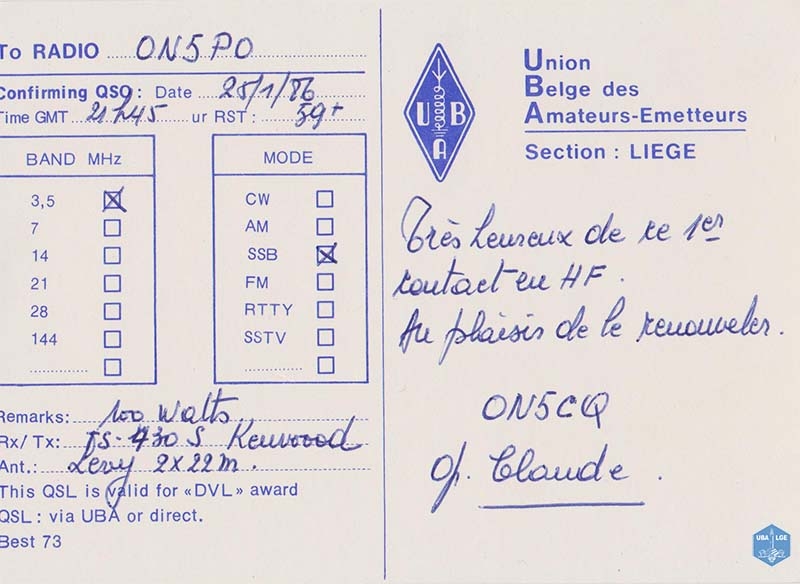 To RADIO ON5PO
Confirming QSO : Date 25/1/86
Time GMT 21h45 ur RST : 59+
BAND MHz
3,5
7
14
21
28
144
MODE
CW
AM
SSB
FM
RTTY
SSTV
Remarks: 100 Watts
Rx/Tx: TS-430 S Kenwood
Ant.: Levy 2x22m.
This QSL is valid for «DVL» award
QSL : via UBA or direct.
Best 73
U B A
Union
Belge des
Amateurs-Emetteurs
Section : LIEGE
Très heureux de ce 1er
contact en HF.
Au plaisir de le renouveler.
ON5CQ
op. Claude.
UBA LGE